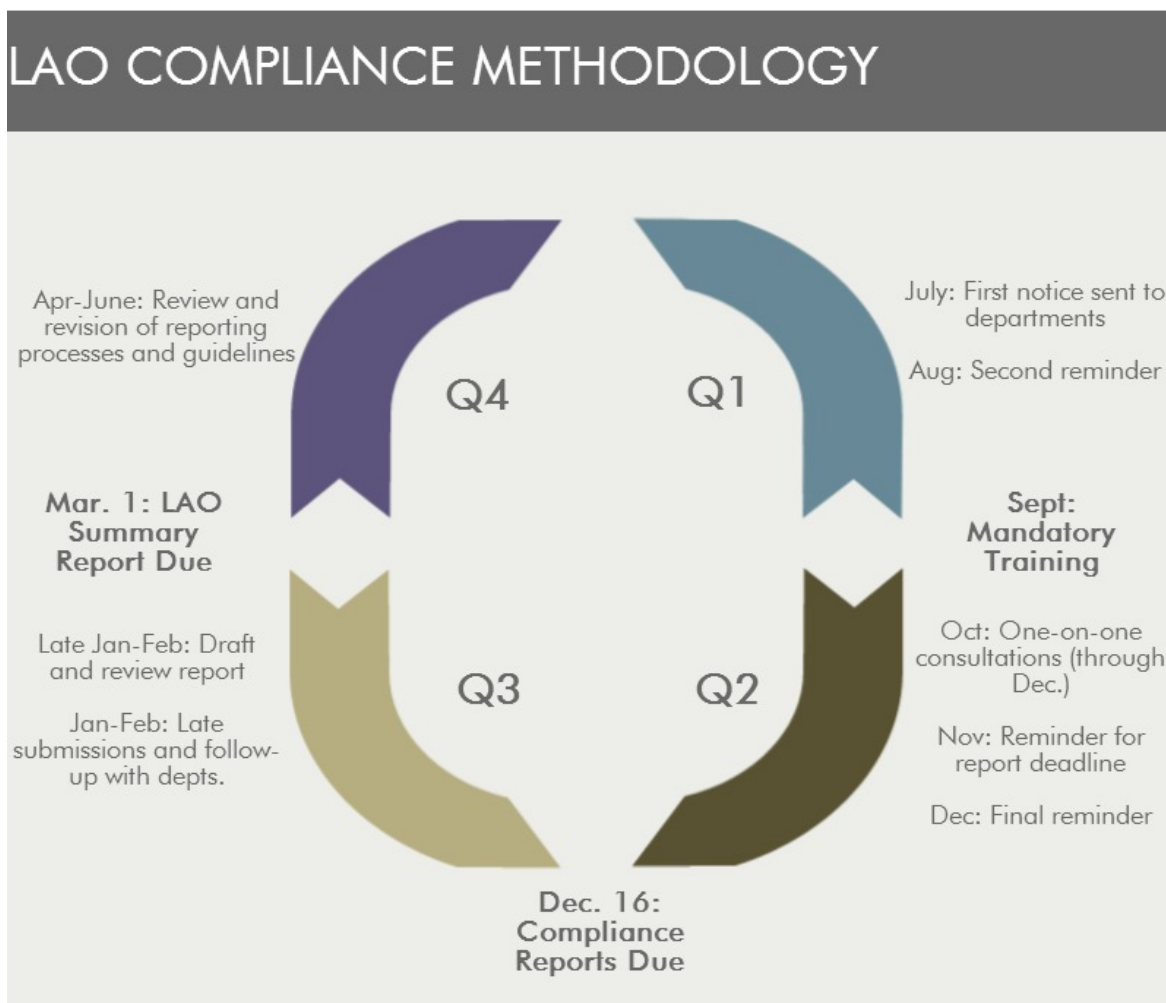 LAO COMPLIANCE METHODOLOGY
Apr-June: Review and
revision of reporting
processes and guidelines
Q4
Q1
July: First notice sent to
departments
Aug: Second reminder
Mar. 1: LAO
Summary
Report Due
Sept:
Mandatory
Training
Late Jan-Feb: Draft
and review report
Jan-Feb: Late
submissions and follow-
up with depts.
Q3
Q2
Oct: One-on-one
consultations (through
Dec.)
Nov: Reminder for
report deadline
Dec: Final reminder
Dec. 16:
Compliance
Reports Due